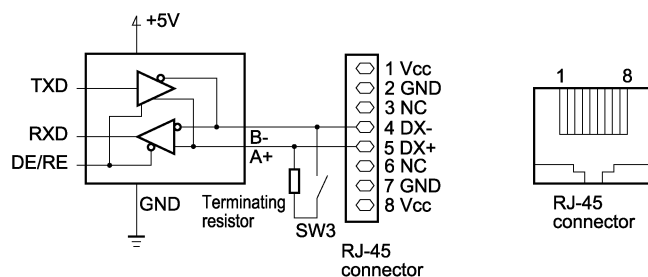 +5V
TXD
RXD
DE/RE
B-
A+
GND
Terminating
resistor
SW3
1 Vcc
2 GND
3 NC
4 DX-
5 DX+
6 NC
7 GND
8 Vcc
RJ-45
connector
1 8
RJ-45
connector